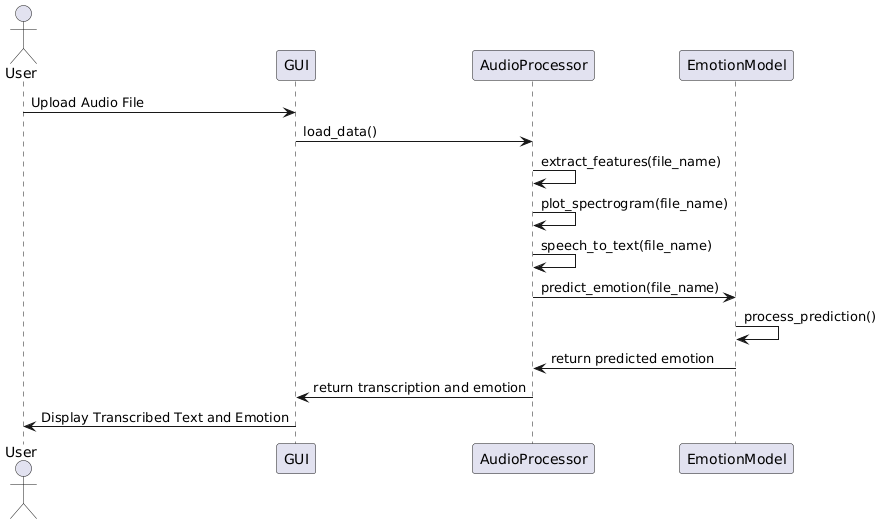 User
GUI
AudioProcessor
EmotionModel
Upload Audio File
load_data()
extract_features(file_name)
plot_spectrogram(file_name)
speech_to_text(file_name)
predict_emotion(file_name)
process_prediction()
return predicted emotion
return transcription and emotion
Display Transcribed Text and Emotion
User
GUI
AudioProcessor
EmotionModel